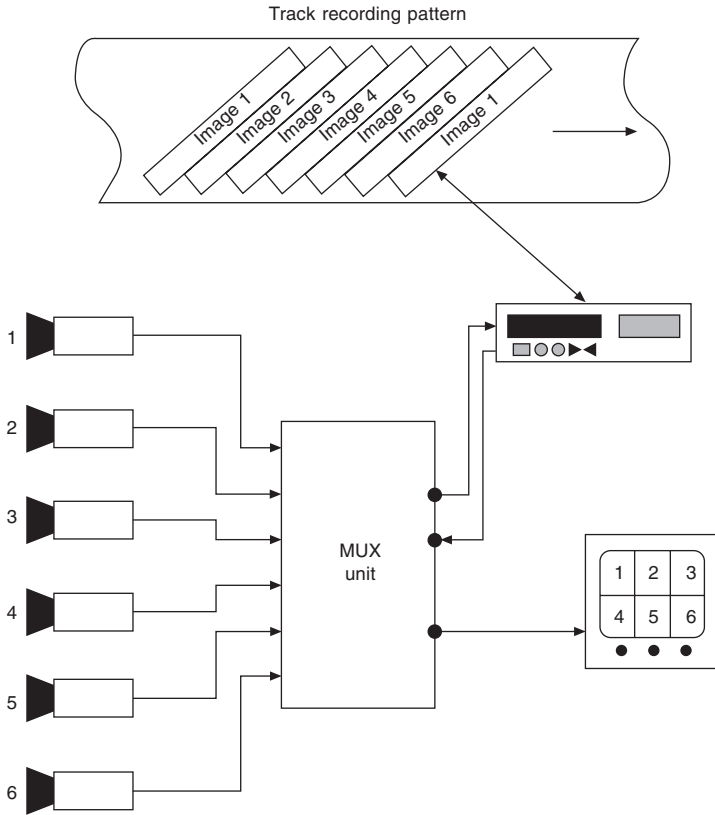 Track recording pattern
Image 1
Image 2
Image 3
Image 4
Image 5
Image 6
Image 1
1
2
3
4
5
6
MUX
unit
1 2 3
4 5 6